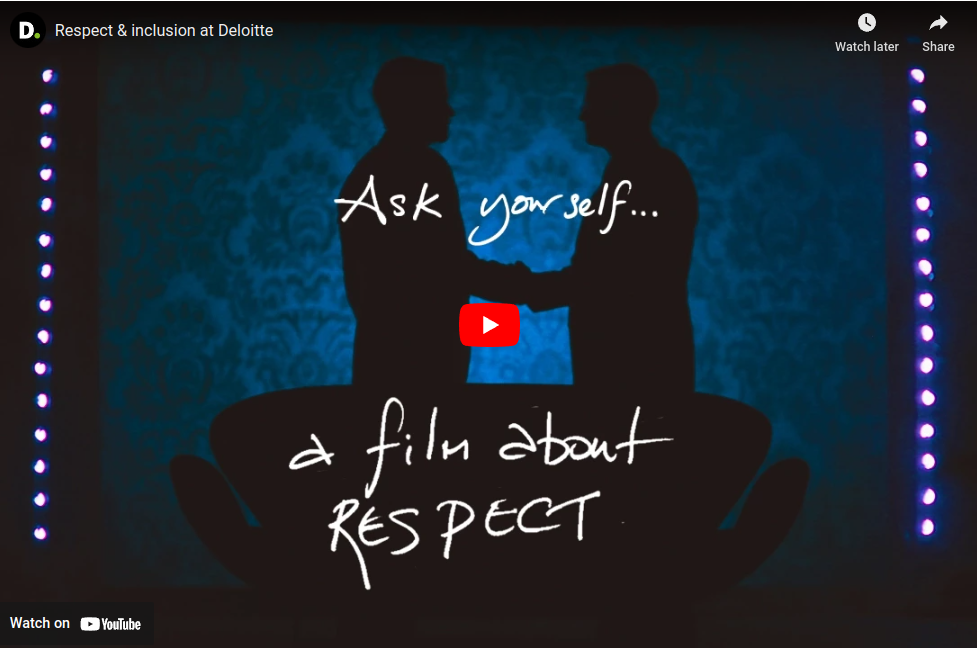 D.
Respect & inclusion at Deloitte
Watch later
Share
Ask yourself...
a film about
RESPECT
Watch on YouTube